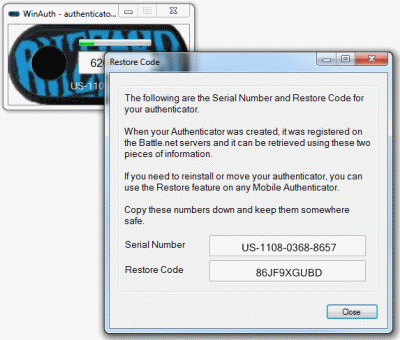 WinAuth - authenticato...
BLIZZARD
US-1108
Restore Code
The following are the Serial Number and Restore Code for
your authenticator.
When your Authenticator was created, it was registered on
the Battle.net servers and it can be retrieved using these two
pieces of information.
If you need to reinstall or move your authenticator, you can
use the Restore feature on any Mobile Authenticator.
Copy these numbers down and keep them somewhere
safe.
Serial Number
US-1108-0368-8657
Restore Code
86JF9XGUBD
Close